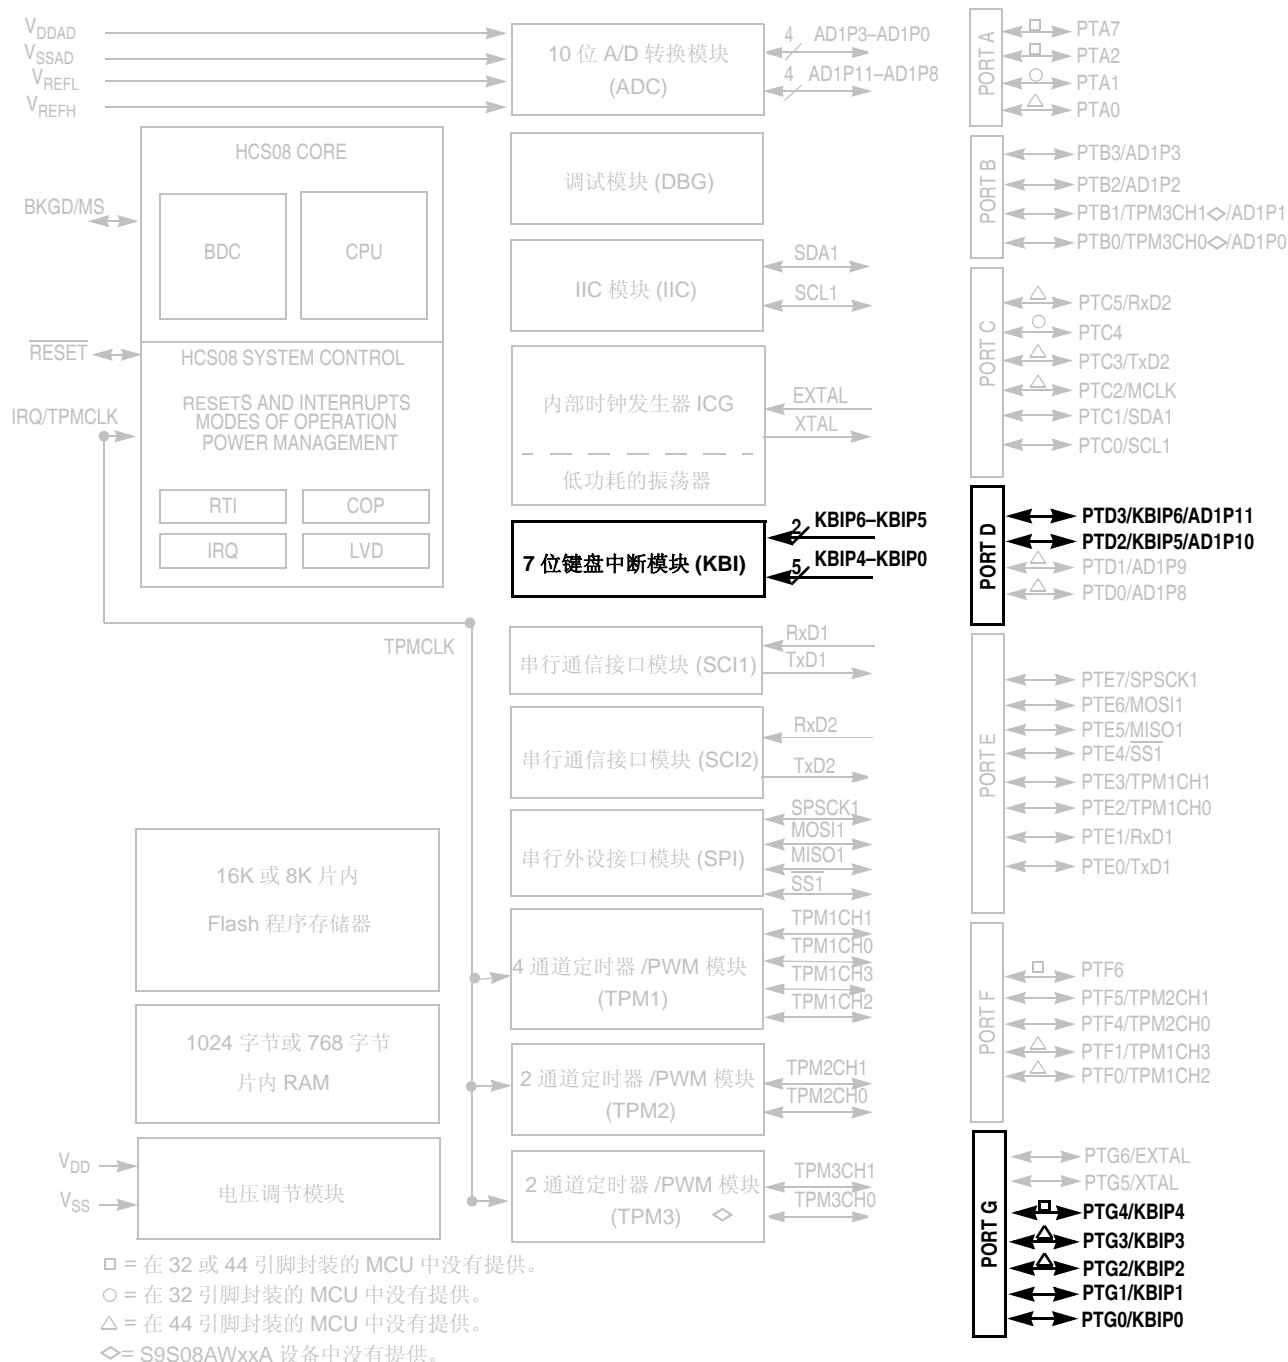 V_DDAD
V_SSAD
V_REFL
V_REFH
10 位 A/D 转换模块
(ADC)
4 AD1P3–AD1P0
4 AD1P11–AD1P8
HCS08 CORE
BDC
CPU
BKGD/MS
RESET
HCS08 SYSTEM CONTROL
RESETS AND INTERRUPTS
MODES OF OPERATION
POWER MANAGEMENT
IRQ/TPMCLK
RTI
COP
IRQ
LVD
TPMCLK
调试模块 (DBG)
IIC 模块 (IIC)
SDA1
SCL1
内部时钟发生器 ICG
低功耗的振荡器
EXTAL
XTAL
7 位键盘中断模块 (KBI)
2 KBIP6–KBIP5
5 KBIP4–KBIP0
串行通信接口模块 (SCI1)
RxD1
TxD1
串行通信接口模块 (SCI2)
RxD2
TxD2
串行外设接口模块 (SPI)
SPSCK1
MOSI1
MISO1
SS1
4 通道定时器 /PWM 模块
(TPM1)
TPM1CH1
TPM1CH0
TPM1CH3
TPM1CH2
2 通道定时器 /PWM 模块
(TPM2)
TPM2CH1
TPM2CH0
2 通道定时器 /PWM 模块
(TPM3) ◇
TPM3CH1
TPM3CH0
16K 或 8K 片内
Flash 程序存储器
1024 字节或 768 字节
片内 RAM
电压调节模块
V_DD
V_SS
PORT A
PTA7
PTA2
PTA1
PTA0
PORT B
PTB3/AD1P3
PTB2/AD1P2
PTB1/TPM3CH1◇/AD1P1
PTB0/TPM3CH0◇/AD1P0
PORT C
PTC5/RxD2
PTC4
PTC3/TxD2
PTC2/MCLK
PTC1/SDA1
PTC0/SCL1
PORT D
PTD3/KBIP6/AD1P11
PTD2/KBIP5/AD1P10
PTD1/AD1P9
PTD0/AD1P8
PORT E
PTE7/SPSCK1
PTE6/MOSI1
PTE5/MISO1
PTE4/SS1
PTE3/TPM1CH1
PTE2/TPM1CH0
PTE1/RxD1
PTE0/TxD1
PORT F
PTF6
PTF5/TPM2CH1
PTF4/TPM2CH0
PTF1/TPM1CH3
PTF0/TPM1CH2
PORT G
PTG6/EXTAL
PTG5/XTAL
PTG4/KBIP4
PTG3/KBIP3
PTG2/KBIP2
PTG1/KBIP1
PTG0/KBIP0
□ = 在 32 或 44 引脚封装的 MCU 中没有提供。
○ = 在 32 引脚封装的 MCU 中没有提供。
△ = 在 44 引脚封装的 MCU 中没有提供。
◇= S9S08AWxxA 设备中没有提供。